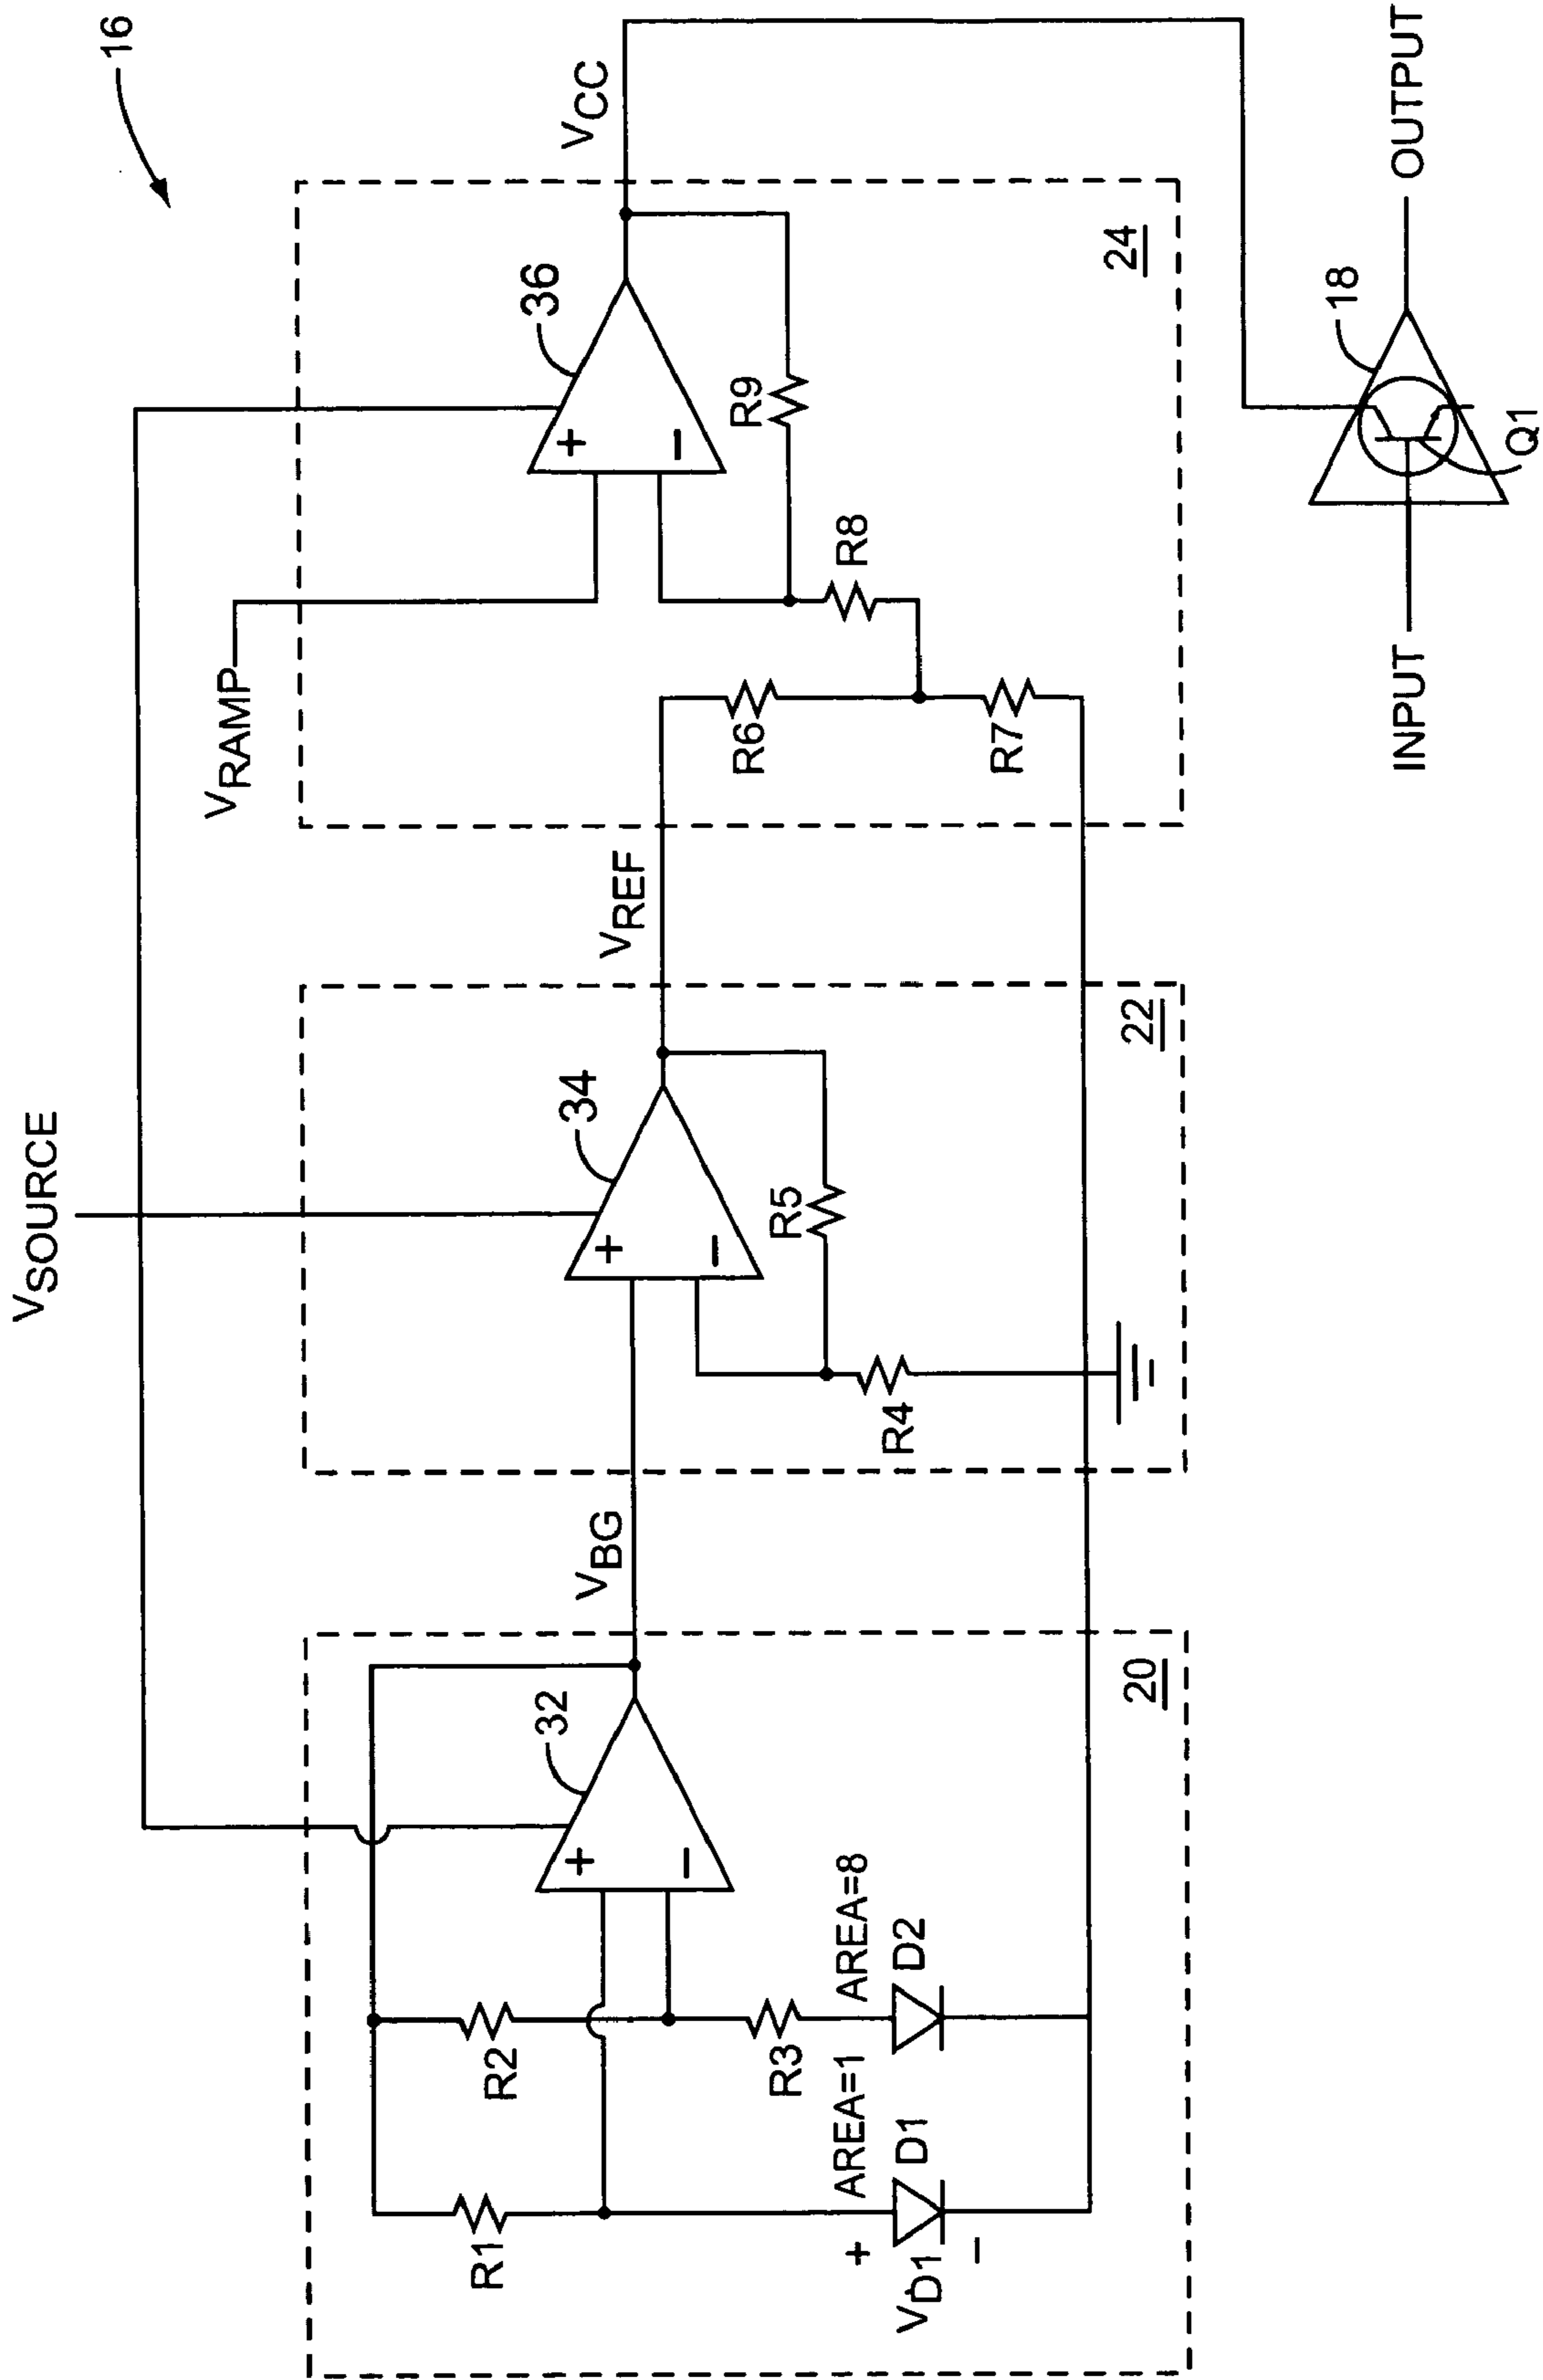 16
VSOURCE
VRAMP
VCC
36
R9
R8
R6
R7
24
VREF
34
R5
R4
22
VBG
32
R2
R1
R3
AREA=8
D2
AREA=1
D1
VD1
20
+
−
+
−
+
−
+
−
18
Q1
INPUT
OUTPUT